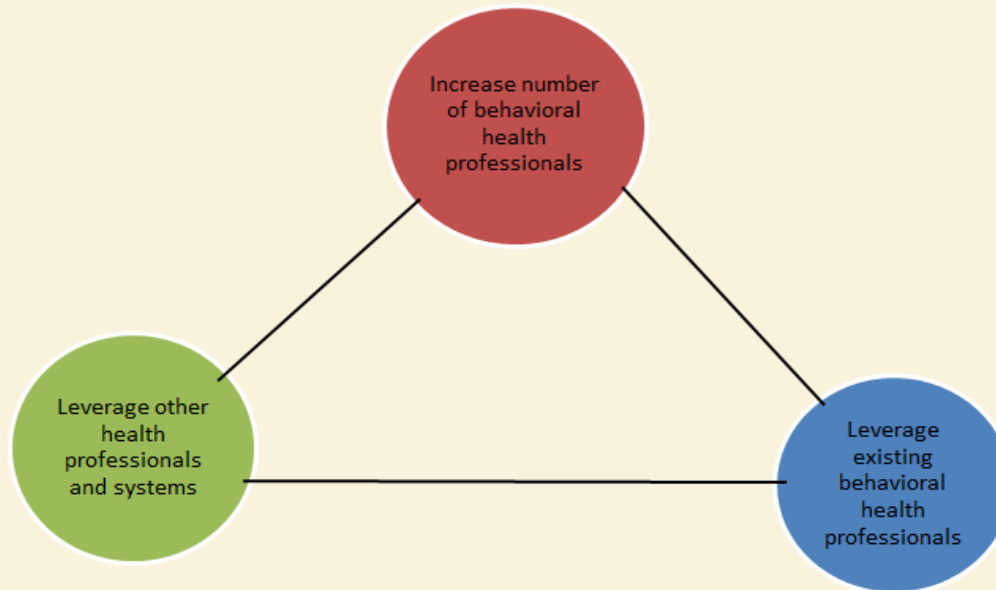 Increase number
of behavioral
health
professionals
Leverage other
health
professionals
and systems
Leverage
existing
behavioral
health
professionals